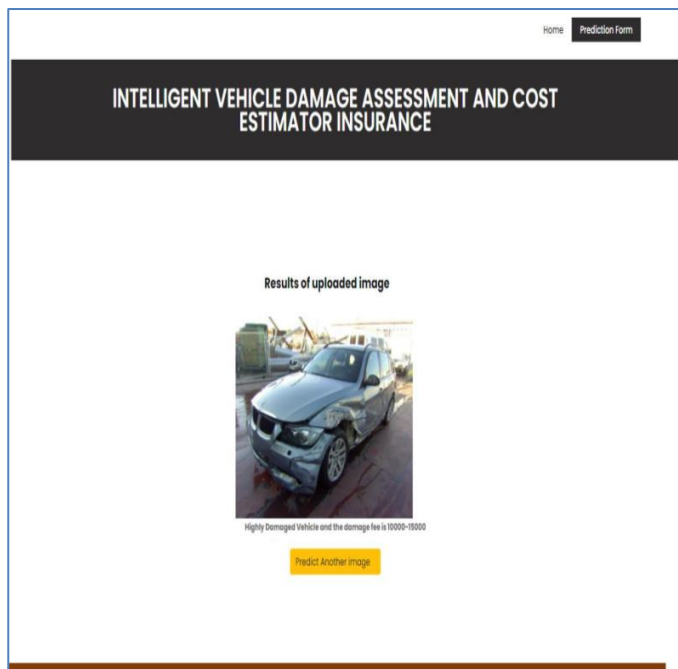 Home
Prediction Form
INTELLIGENT VEHICLE DAMAGE ASSESSMENT AND COST
ESTIMATOR INSURANCE
Results of uploaded image
Highly Damaged Vehicle and the damage fee is 10000-15000
Predict Another image